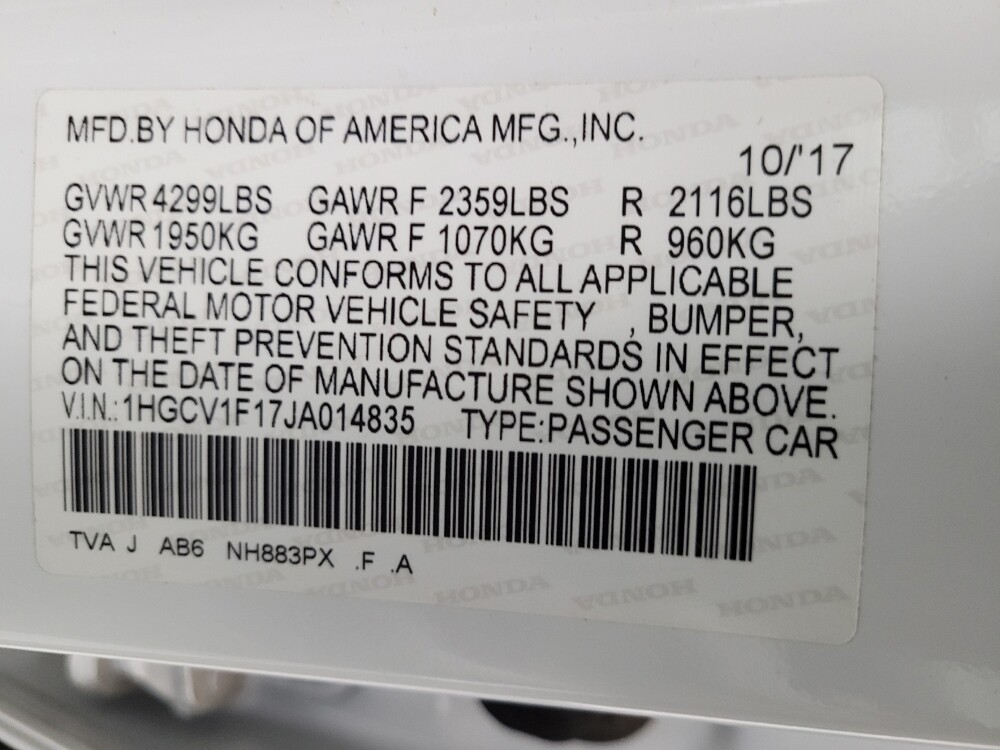 MFD.BY HONDA OF AMERICA MFG.,INC.
10/'17
GVWR 4299LBS GAWR F 2359LBS R 2116LBS
GVWR 1950KG GAWR F 1070KG R 960KG
THIS VEHICLE CONFORMS TO ALL APPLICABLE
FEDERAL MOTOR VEHICLE SAFETY , BUMPER,
AND THEFT PREVENTION STANDARDS IN EFFECT
ON THE DATE OF MANUFACTURE SHOWN ABOVE.
V.I.N.: 1HGCV1F17JA014835 TYPE:PASSENGER CAR
TVA J AB6 NH883PX .F .A